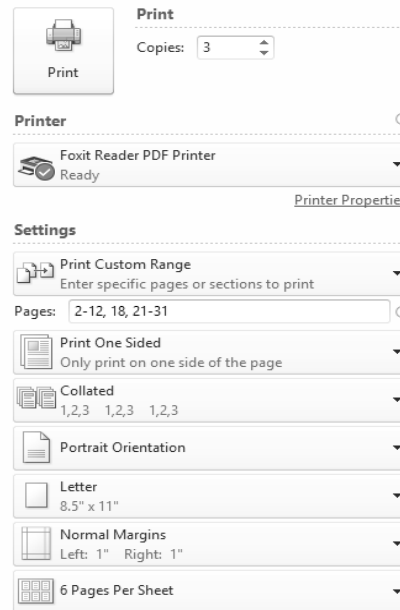 Print
Print
Copies: 3
Printer
Foxit Reader PDF Printer
Ready
Printer Propertie
Settings
Print Custom Range
Enter specific pages or sections to print
Pages: 2-12, 18, 21-31
Print One Sided
Only print on one side of the page
Collated
1,2,3 1,2,3 1,2,3
Portrait Orientation
Letter
8.5" x 11"
Normal Margins
Left: 1" Right: 1"
6 Pages Per Sheet